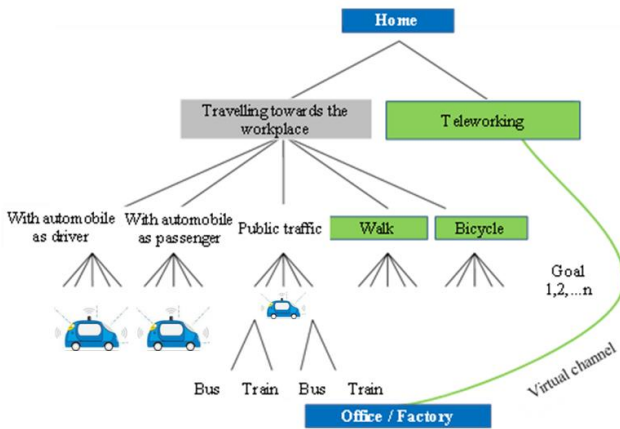 Home
Travelling towards the
workplace
Teleworking
With automobile
as driver
With automobile
as passenger
Public traffic
Walk
Bicycle
Goal
1,2,...n
Virtual channel
Bus
Train
Bus
Train
Office / Factory